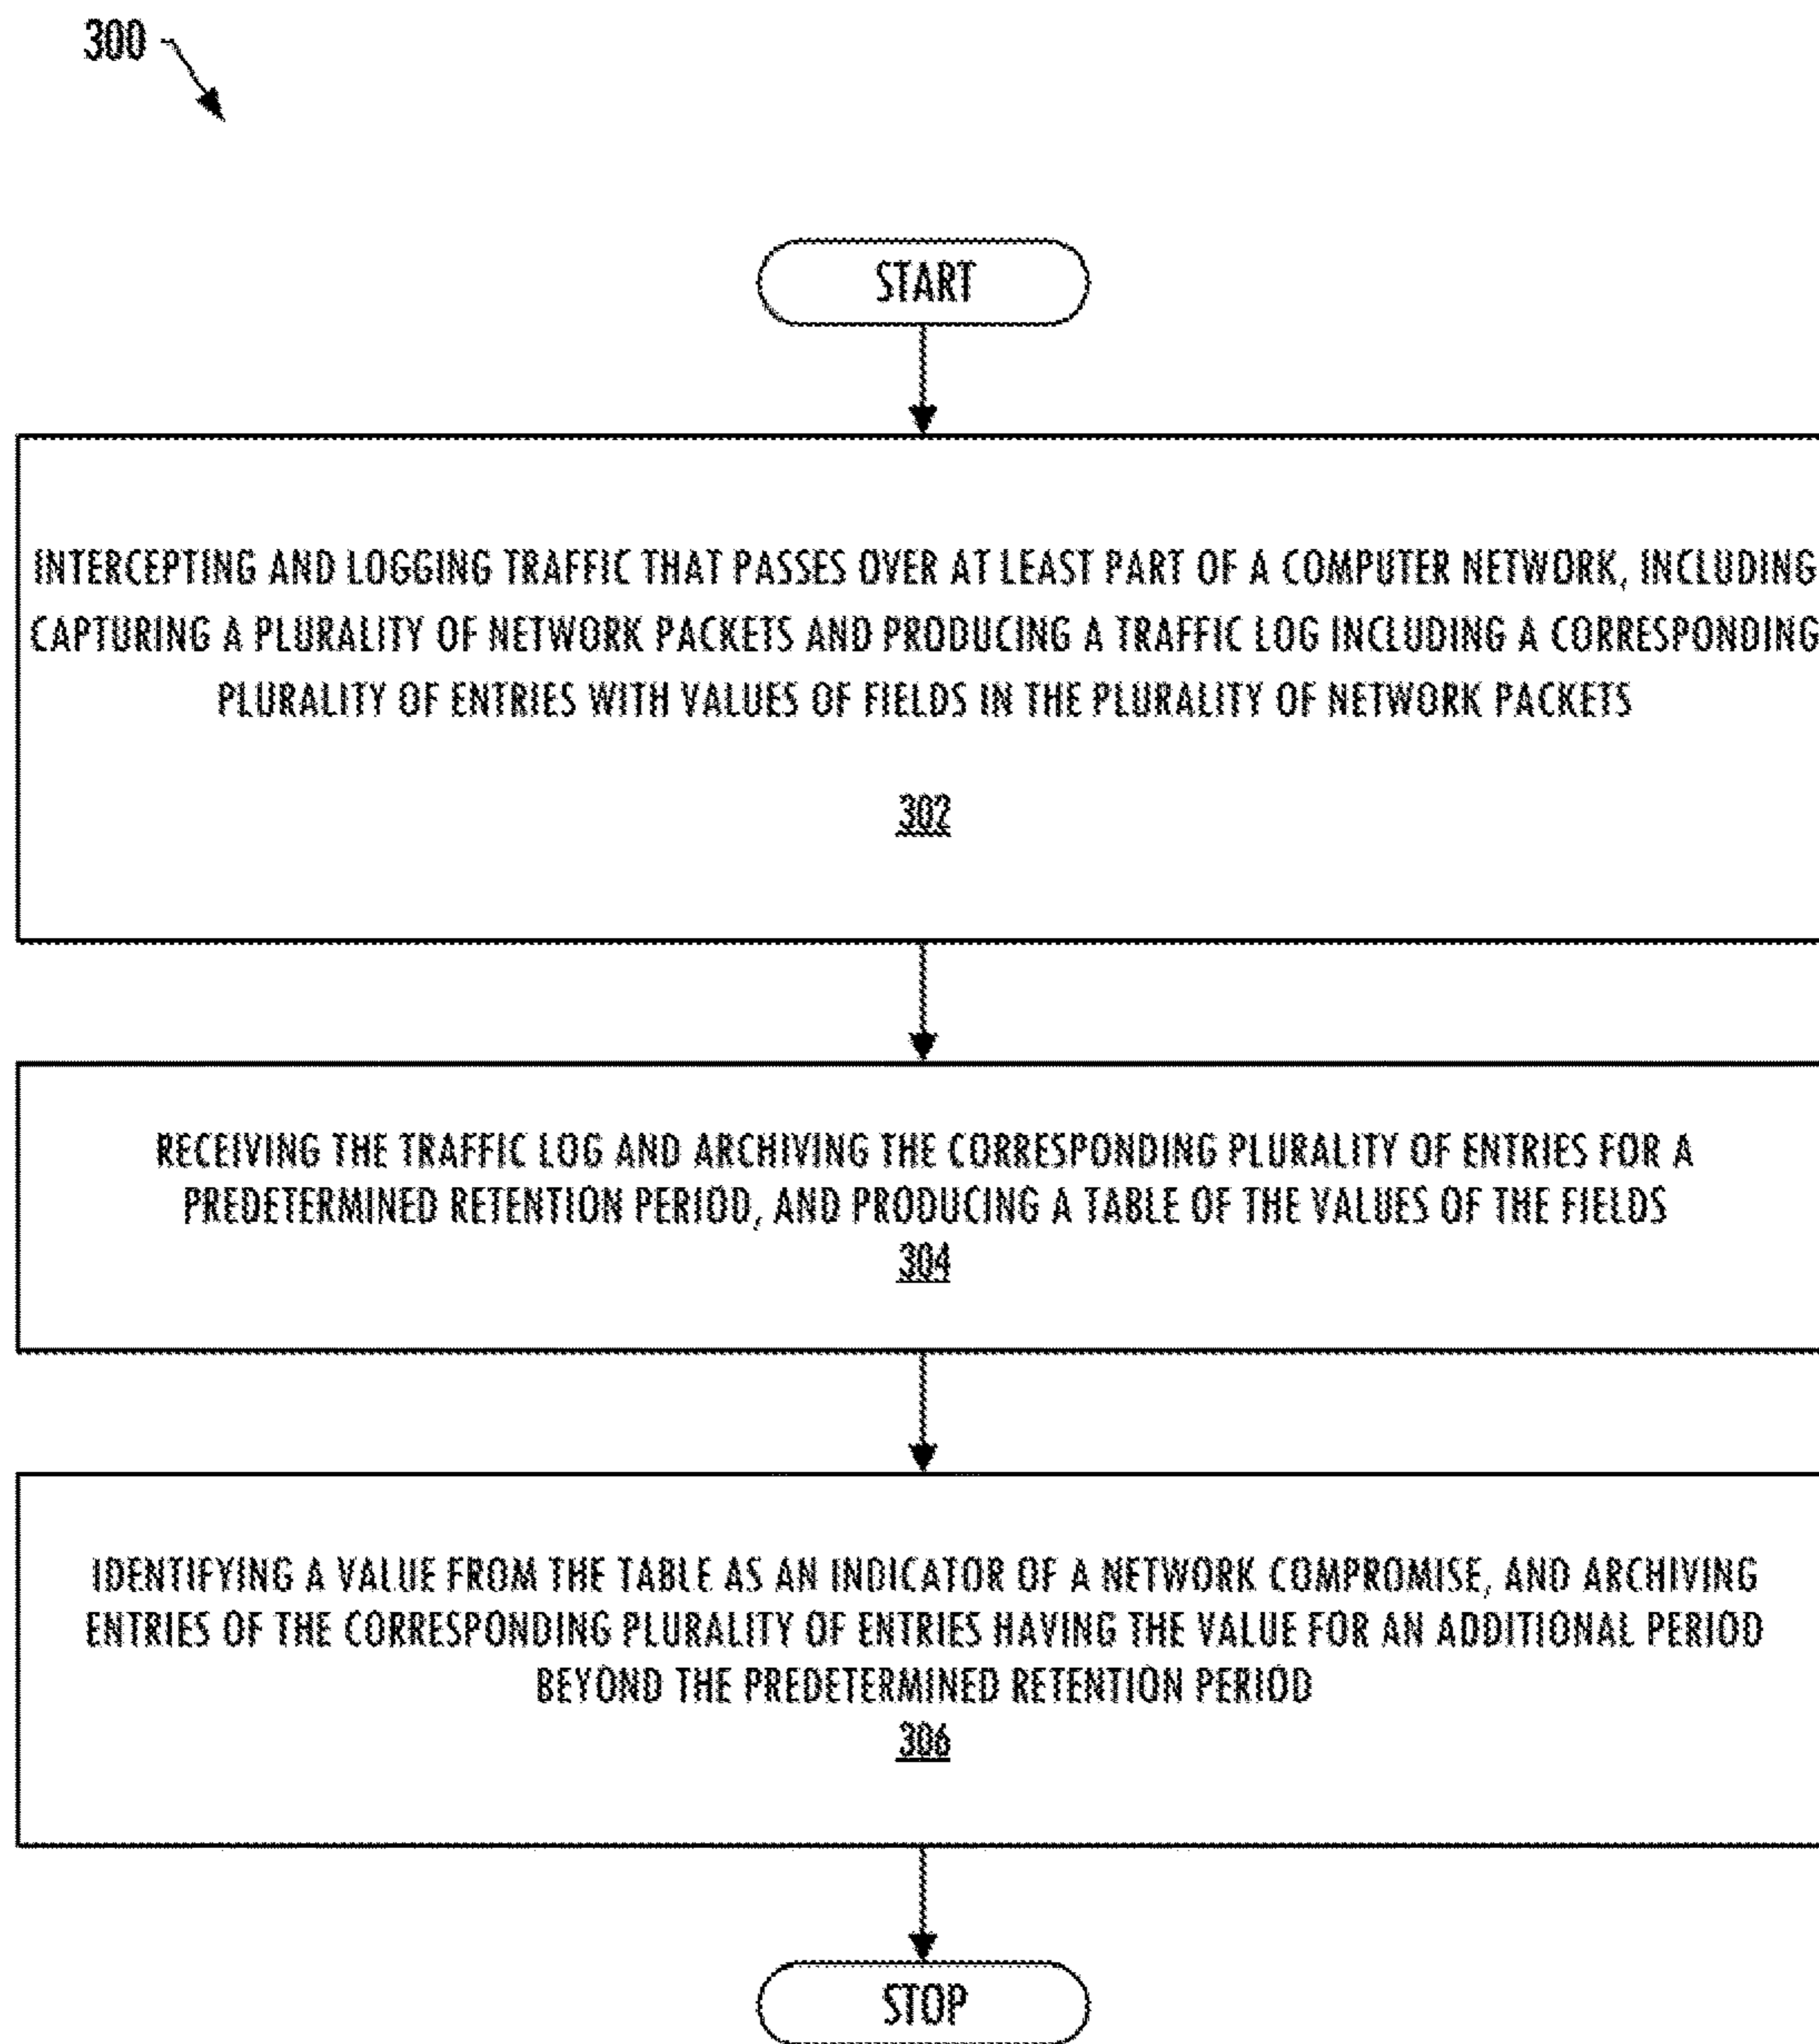 300
START
INTERCEPTING AND LOGGING TRAFFIC THAT PASSES OVER AT LEAST PART OF A COMPUTER NETWORK, INCLUDING
CAPTURING A PLURALITY OF NETWORK PACKETS AND PRODUCING A TRAFFIC LOG INCLUDING A CORRESPONDING
PLURALITY OF ENTRIES WITH VALUES OF FIELDS IN THE PLURALITY OF NETWORK PACKETS
302
RECEIVING THE TRAFFIC LOG AND ARCHIVING THE CORRESPONDING PLURALITY OF ENTRIES FOR A
PREDETERMINED RETENTION PERIOD, AND PRODUCING A TABLE OF THE VALUES OF THE FIELDS
304
IDENTIFYING A VALUE FROM THE TABLE AS AN INDICATOR OF A NETWORK COMPROMISE, AND ARCHIVING
ENTRIES OF THE CORRESPONDING PLURALITY OF ENTRIES HAVING THE VALUE FOR AN ADDITIONAL PERIOD
BEYOND THE PREDETERMINED RETENTION PERIOD
306
STOP